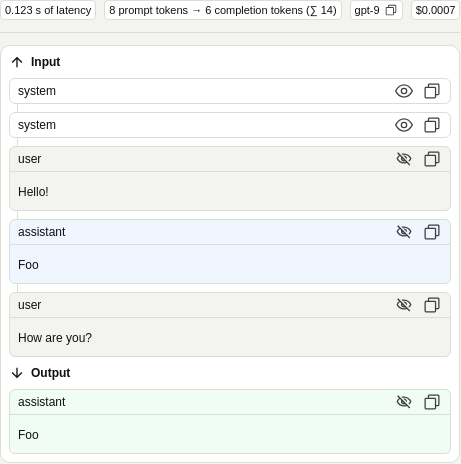 0.123 s of latency
8 prompt tokens → 6 completion tokens (∑ 14)
gpt-9
$0.0007
Input
system
system
user
Hello!
assistant
Foo
user
How are you?
Output
assistant
Foo